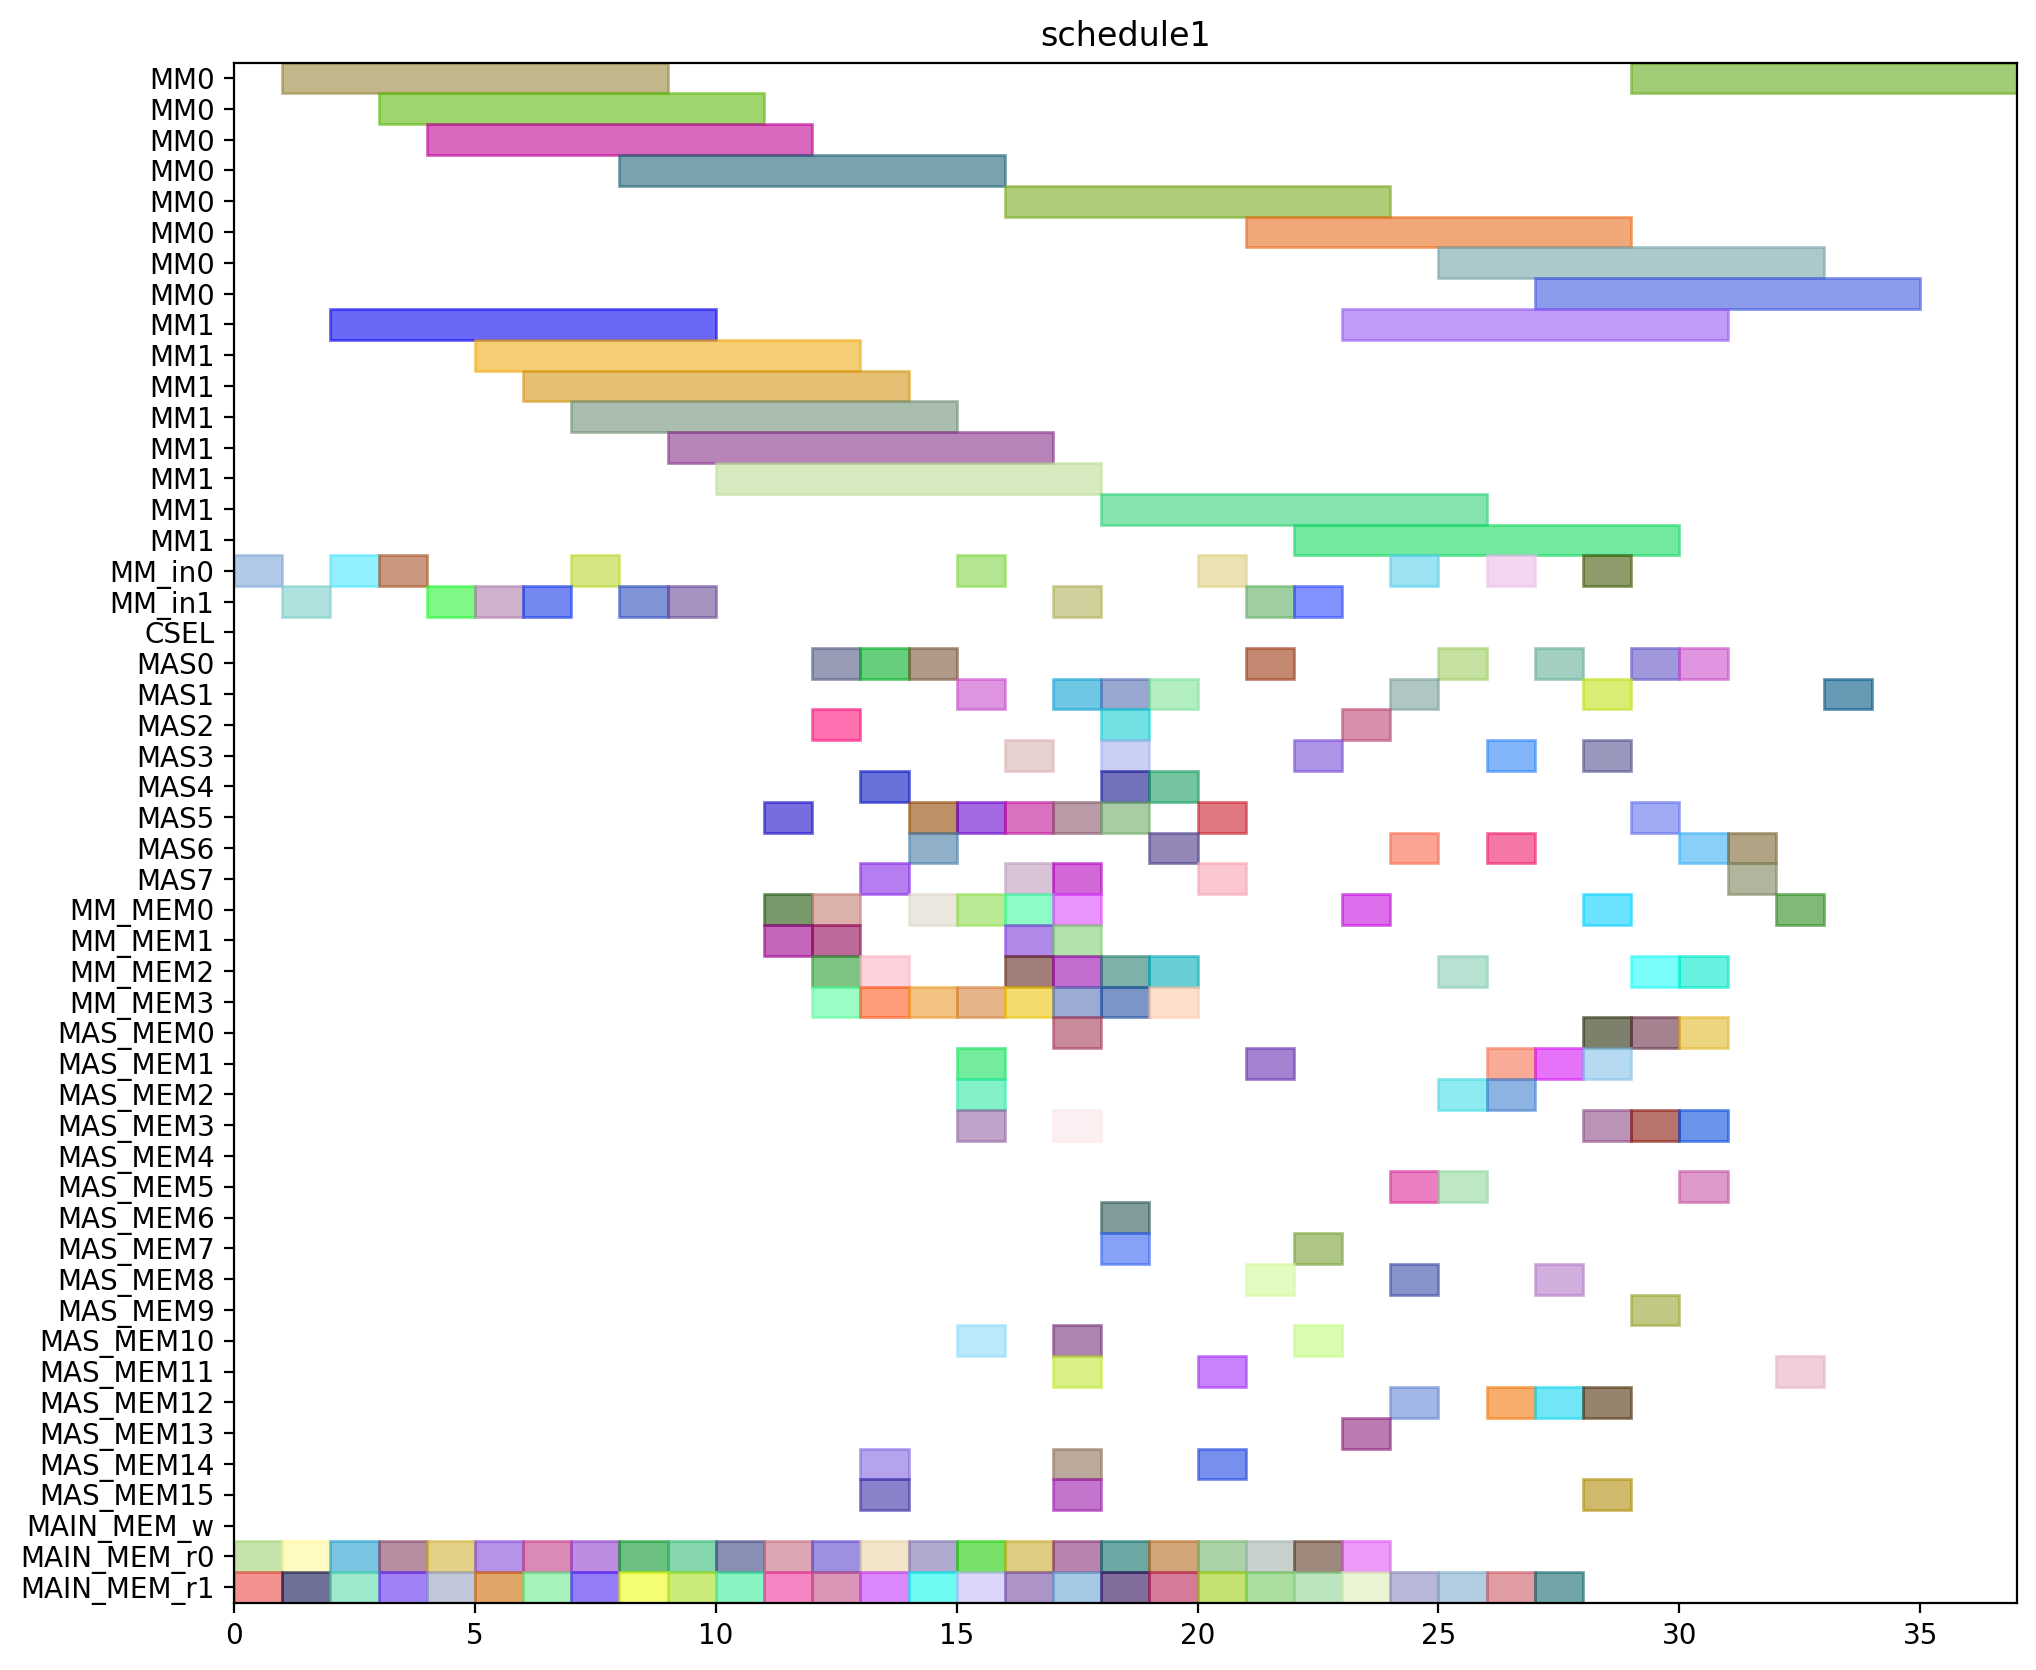 schedule1
MM0
MM0
MM0
MM0
MM0
MM0
MM0
MM0
MM1
MM1
MM1
MM1
MM1
MM1
MM1
MM1
MM_in0
MM_in1
CSEL
MAS0
MAS1
MAS2
MAS3
MAS4
MAS5
MAS6
MAS7
MM_MEM0
MM_MEM1
MM_MEM2
MM_MEM3
MAS_MEM0
MAS_MEM1
MAS_MEM2
MAS_MEM3
MAS_MEM4
MAS_MEM5
MAS_MEM6
MAS_MEM7
MAS_MEM8
MAS_MEM9
MAS_MEM10
MAS_MEM11
MAS_MEM12
MAS_MEM13
MAS_MEM14
MAS_MEM15
MAIN_MEM_w
MAIN_MEM_r0
MAIN_MEM_r1
0 5 10 15 20 25 30 35